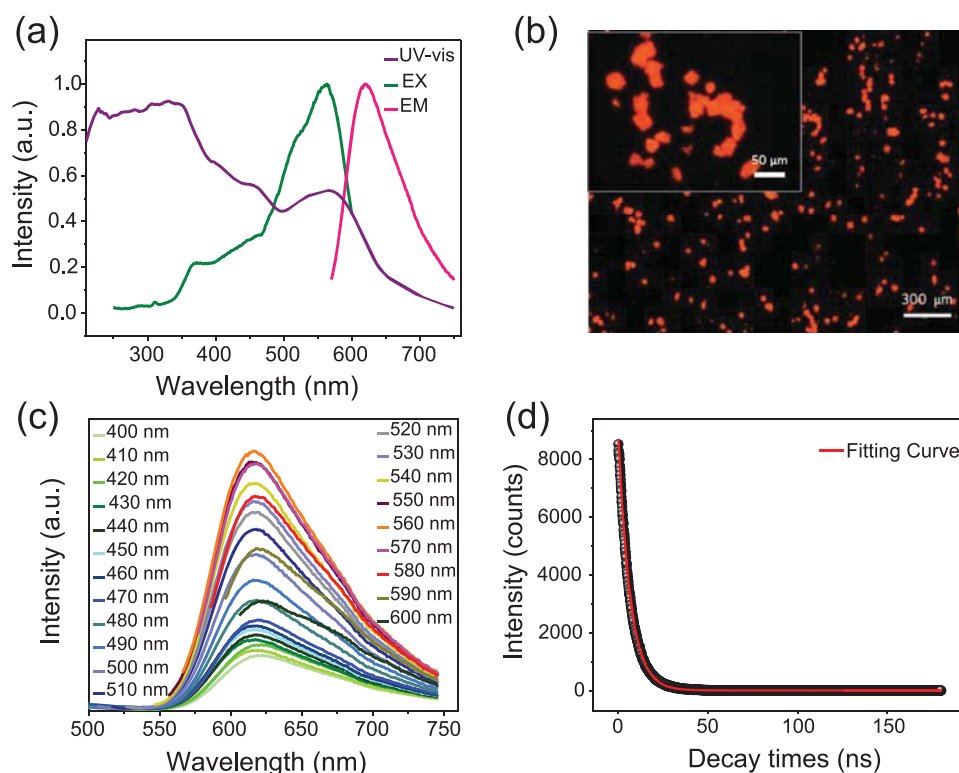 (a)
UV-vis
EX
EM
Intensity (a.u.)
1.0
0.8
0.6
0.4
0.2
0.0
300 400 500 600 700
Wavelength (nm)
(b)
50 μm
300 μm
(c)
400 nm
410 nm
420 nm
430 nm
440 nm
450 nm
460 nm
470 nm
480 nm
490 nm
500 nm
510 nm
520 nm
530 nm
540 nm
550 nm
560 nm
570 nm
580 nm
590 nm
600 nm
Intensity (a.u.)
500 550 600 650 700 750
Wavelength (nm)
(d)
Fitting Curve
Intensity (counts)
8000
6000
4000
2000
0
0 50 100 150
Decay times (ns)